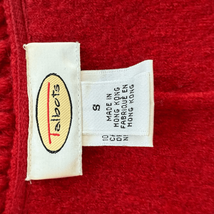 Talbots
S
MADE IN
HONG KONG
FABRIQUÉ EN
HONG KONG